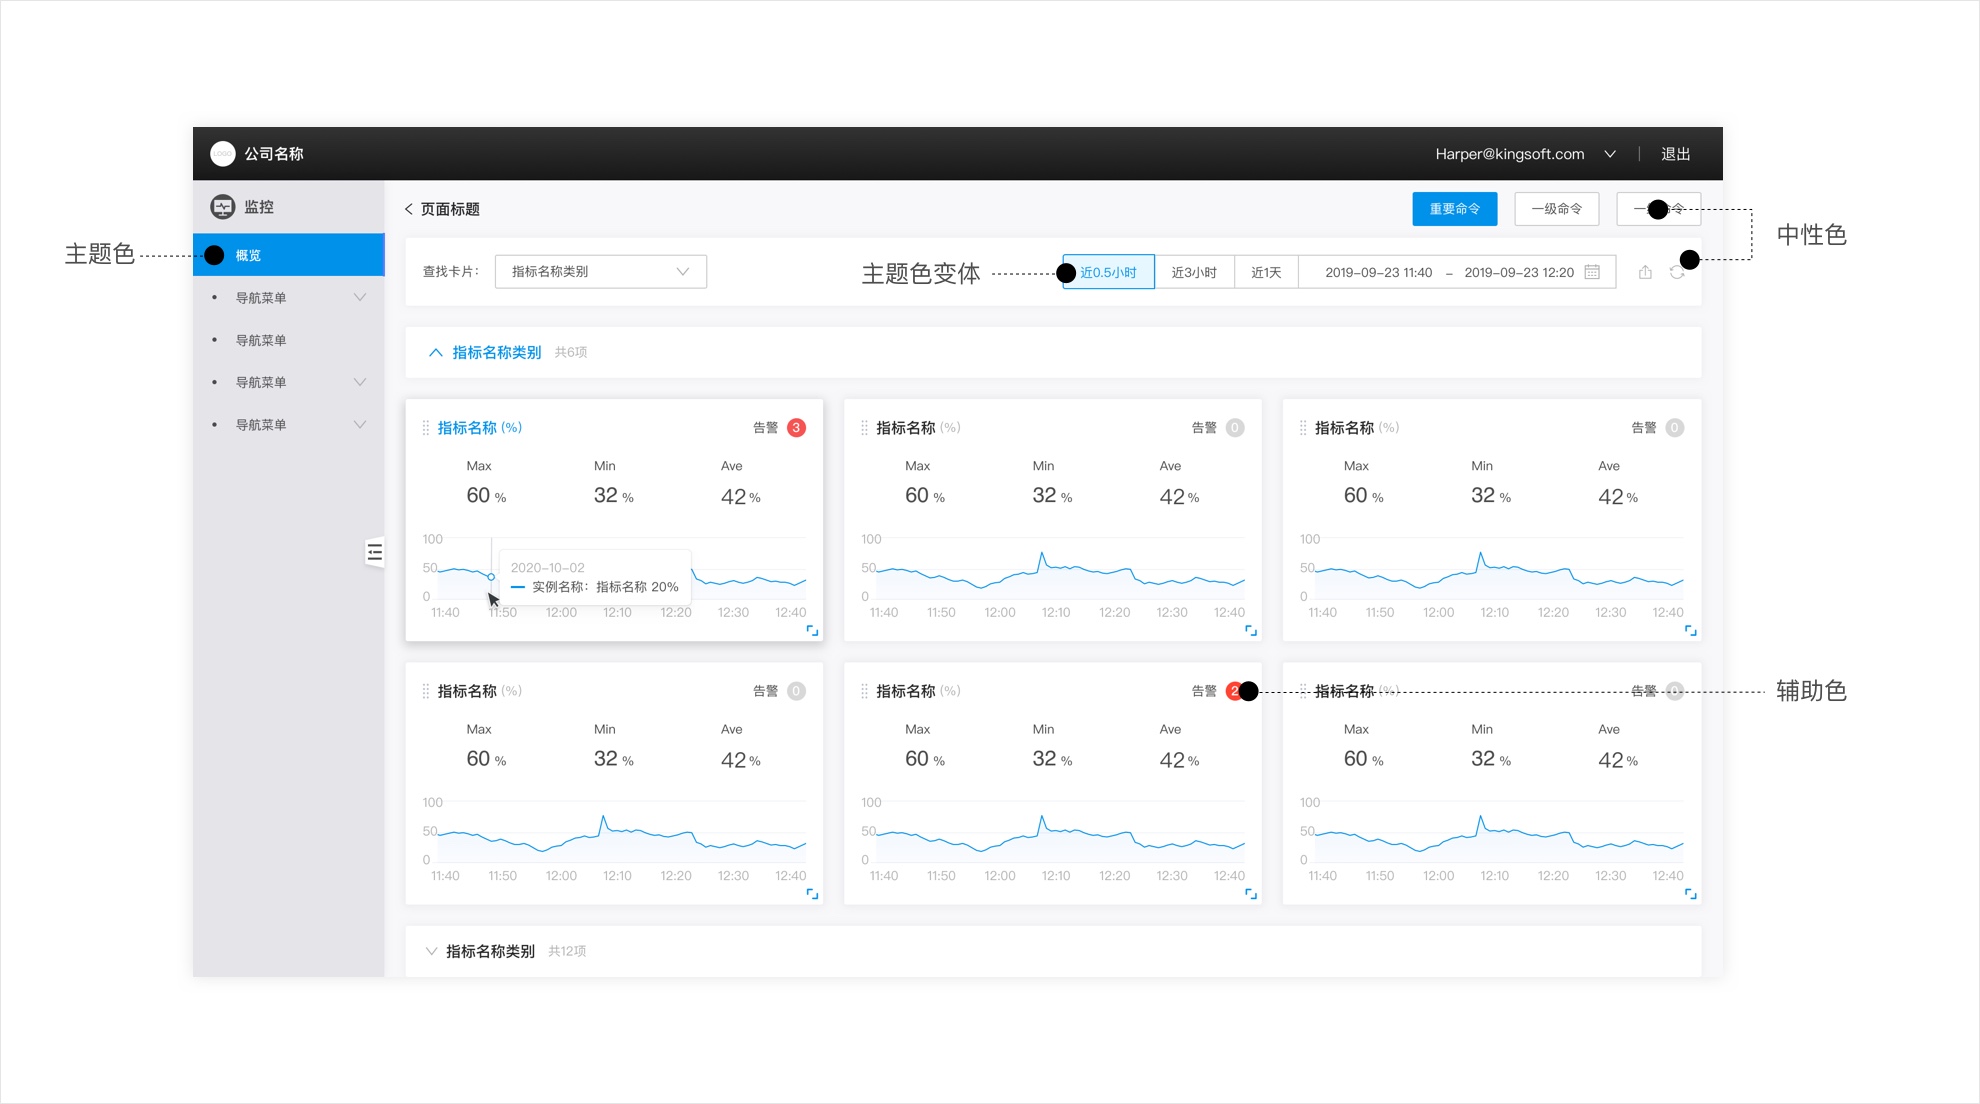 LOGO
公司名称
Harper@kingsoft.com
退出
监控
概览
导航菜单
导航菜单
导航菜单
导航菜单
主题色
页面标题
重要命令
一级命令
中性色
查找卡片：
指标名称类别
主题色变体
近0.5小时
近3小时
近1天
2019-09-23 11:40 – 2019-09-23 12:20
指标名称类别 共6项
指标名称 (%)
告警 3
Max Min Ave
60 % 32 % 42 %
100
50
0
2020-10-02
实例名称：指标名称 20%
11:40 11:50 12:00 12:10 12:20 12:30 12:40
指标名称 (%)
告警 0
Max Min Ave
60 % 32 % 42 %
100
50
0
11:40 11:50 12:00 12:10 12:20 12:30 12:40
指标名称 (%)
告警 0
Max Min Ave
60 % 32 % 42 %
100
50
0
11:40 11:50 12:00 12:10 12:20 12:30 12:40
指标名称 (%)
告警 0
Max Min Ave
60 % 32 % 42 %
100
50
0
11:40 11:50 12:00 12:10 12:20 12:30 12:40
指标名称 (%)
告警 2
Max Min Ave
60 % 32 % 42 %
100
50
0
11:40 11:50 12:00 12:10 12:20 12:30 12:40
指标名称 (%)
告警 0
辅助色
Max Min Ave
60 % 32 % 42 %
100
50
0
11:40 11:50 12:00 12:10 12:20 12:30 12:40
指标名称类别 共12项